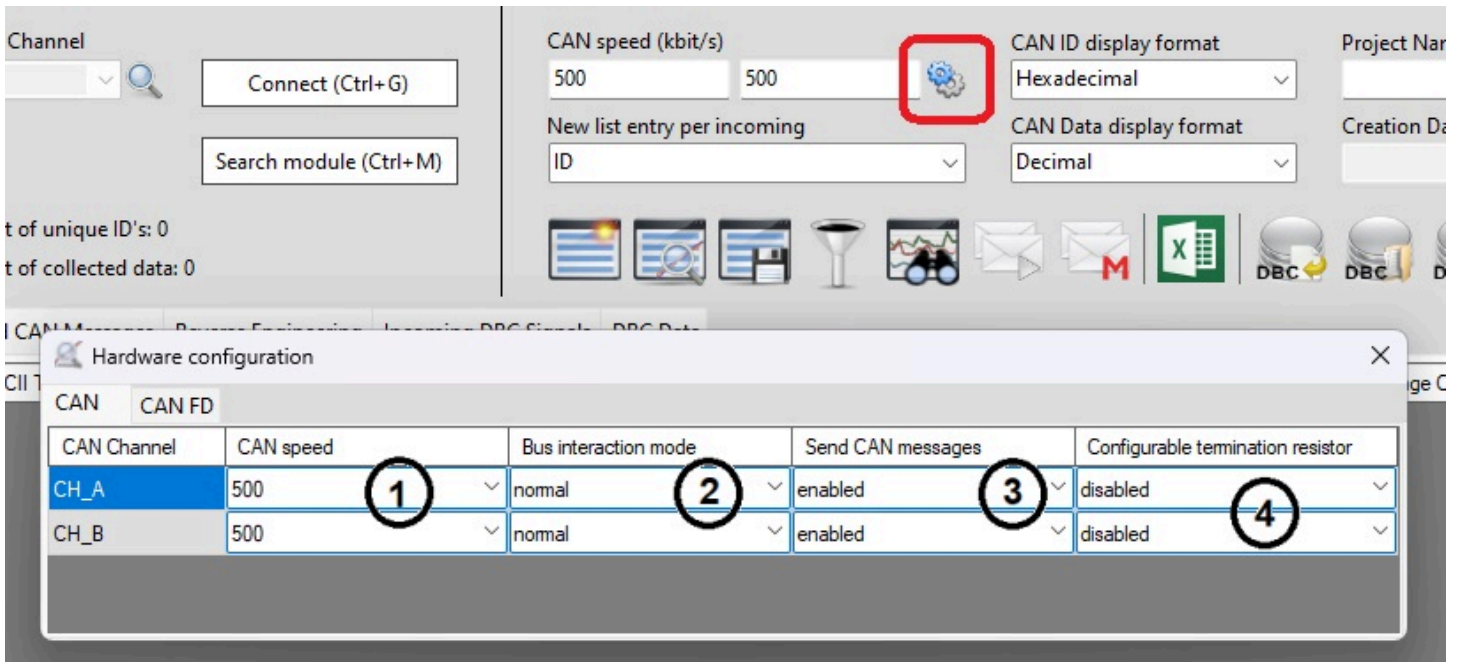 Channel
Connect (Ctrl+G)
Search module (Ctrl+M)
t of unique ID's: 0
t of collected data: 0
CAN speed (kbit/s)
500 500
New list entry per incoming
ID
CAN ID display format
Hexadecimal
CAN Data display format
Decimal
Project Nar
Creation Da
M
X
DBC DBC D
Hardware configuration
CAN CAN FD
CAN Channel CAN speed Bus interaction mode Send CAN messages Configurable termination resistor
CH_A 500 1 normal 2 enabled 3 disabled 4
CH_B 500 normal enabled disabled